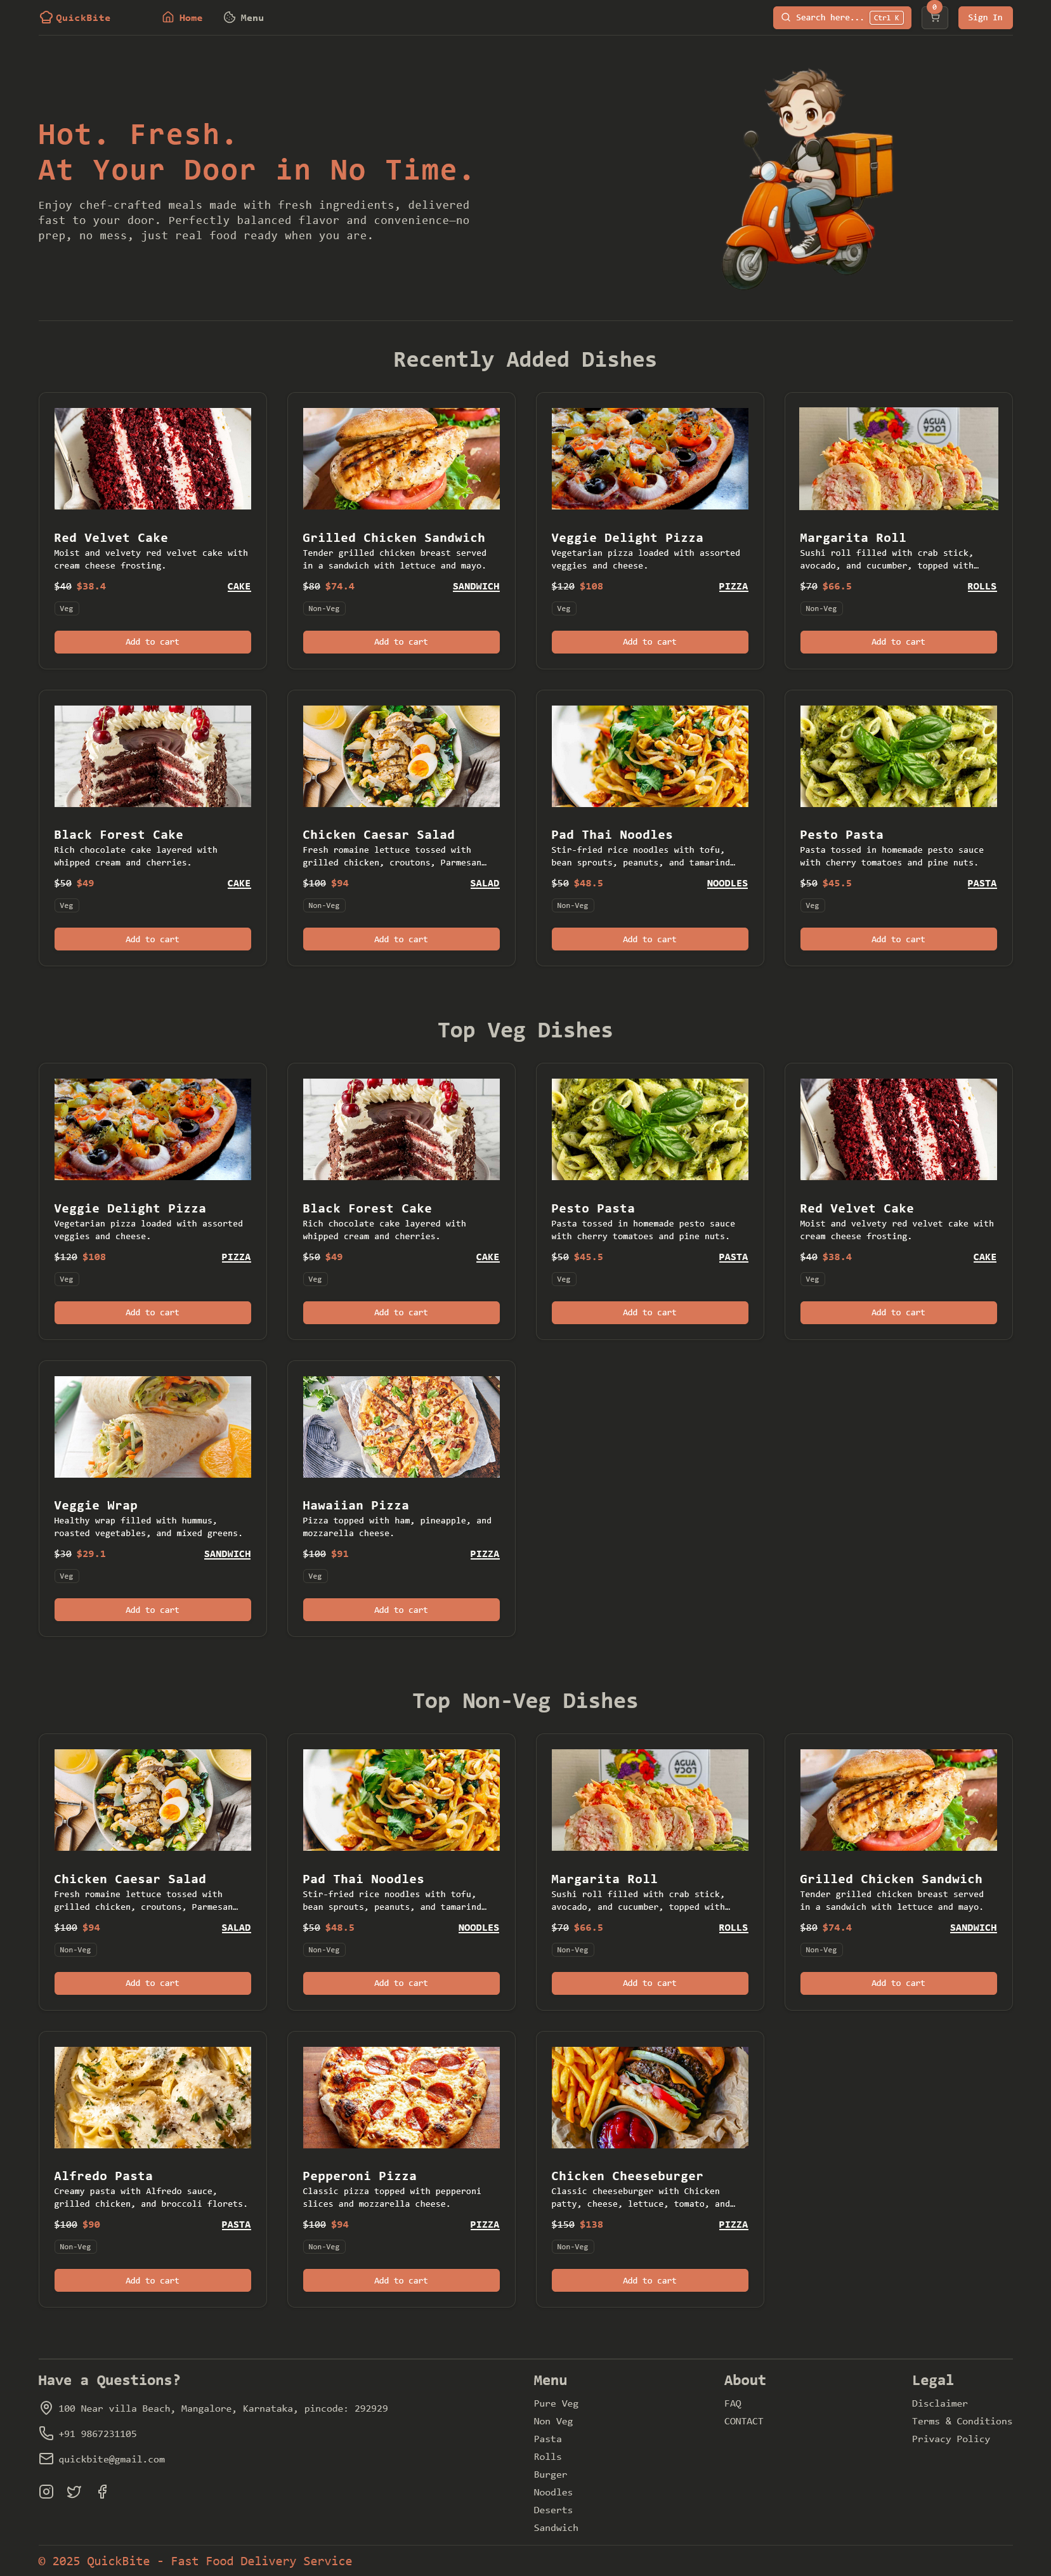 QuickBite Home Menu Search here... Ctrl K 0 Sign In
Hot. Fresh.
At Your Door in No Time.
Enjoy chef-crafted meals made with fresh ingredients, delivered
fast to your door. Perfectly balanced flavor and convenience—no
prep, no mess, just real food ready when you are.
Recently Added Dishes
AGUA
LOCA
Red Velvet Cake
Moist and velvety red velvet cake with
cream cheese frosting.
$40 $38.4 CAKE
Veg
Add to cart
Grilled Chicken Sandwich
Tender grilled chicken breast served
in a sandwich with lettuce and mayo.
$80 $74.4 SANDWICH
Non-Veg
Add to cart
Veggie Delight Pizza
Vegetarian pizza loaded with assorted
veggies and cheese.
$120 $108 PIZZA
Veg
Add to cart
Margarita Roll
Sushi roll filled with crab stick,
avocado, and cucumber, topped with…
$70 $66.5 ROLLS
Non-Veg
Add to cart
Black Forest Cake
Rich chocolate cake layered with
whipped cream and cherries.
$50 $49 CAKE
Veg
Add to cart
Chicken Caesar Salad
Fresh romaine lettuce tossed with
grilled chicken, croutons, Parmesan…
$100 $94 SALAD
Non-Veg
Add to cart
Pad Thai Noodles
Stir-fried rice noodles with tofu,
bean sprouts, peanuts, and tamarind…
$50 $48.5 NOODLES
Non-Veg
Add to cart
Pesto Pasta
Pasta tossed in homemade pesto sauce
with cherry tomatoes and pine nuts.
$50 $45.5 PASTA
Veg
Add to cart
Top Veg Dishes
Veggie Delight Pizza
Vegetarian pizza loaded with assorted
veggies and cheese.
$120 $108 PIZZA
Veg
Add to cart
Black Forest Cake
Rich chocolate cake layered with
whipped cream and cherries.
$50 $49 CAKE
Veg
Add to cart
Pesto Pasta
Pasta tossed in homemade pesto sauce
with cherry tomatoes and pine nuts.
$50 $45.5 PASTA
Veg
Add to cart
Red Velvet Cake
Moist and velvety red velvet cake with
cream cheese frosting.
$40 $38.4 CAKE
Veg
Add to cart
Veggie Wrap
Healthy wrap filled with hummus,
roasted vegetables, and mixed greens.
$30 $29.1 SANDWICH
Veg
Add to cart
Hawaiian Pizza
Pizza topped with ham, pineapple, and
mozzarella cheese.
$100 $91 PIZZA
Veg
Add to cart
Top Non-Veg Dishes
AGUA
LOCA
Chicken Caesar Salad
Fresh romaine lettuce tossed with
grilled chicken, croutons, Parmesan…
$100 $94 SALAD
Non-Veg
Add to cart
Pad Thai Noodles
Stir-fried rice noodles with tofu,
bean sprouts, peanuts, and tamarind…
$50 $48.5 NOODLES
Non-Veg
Add to cart
Margarita Roll
Sushi roll filled with crab stick,
avocado, and cucumber, topped with…
$70 $66.5 ROLLS
Non-Veg
Add to cart
Grilled Chicken Sandwich
Tender grilled chicken breast served
in a sandwich with lettuce and mayo.
$80 $74.4 SANDWICH
Non-Veg
Add to cart
Alfredo Pasta
Creamy pasta with Alfredo sauce,
grilled chicken, and broccoli florets.
$100 $90 PASTA
Non-Veg
Add to cart
Pepperoni Pizza
Classic pizza topped with pepperoni
slices and mozzarella cheese.
$100 $94 PIZZA
Non-Veg
Add to cart
Chicken Cheeseburger
Classic cheeseburger with Chicken
patty, cheese, lettuce, tomato, and…
$150 $138 PIZZA
Non-Veg
Add to cart
Have a Questions?
100 Near villa Beach, Mangalore, Karnataka, pincode: 292929
+91 9867231105
quickbite@gmail.com
Menu
Pure Veg
Non Veg
Pasta
Rolls
Burger
Noodles
Deserts
Sandwich
About
FAQ
CONTACT
Legal
Disclaimer
Terms & Conditions
Privacy Policy
© 2025 QuickBite - Fast Food Delivery Service